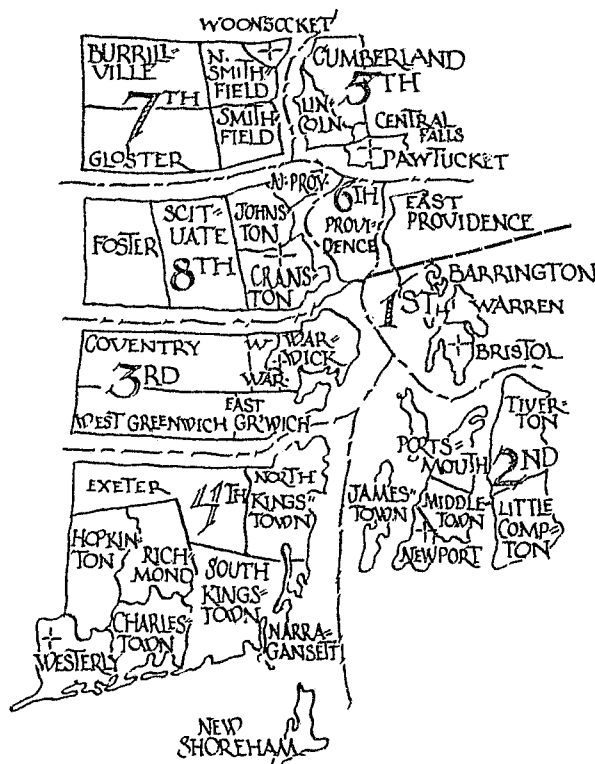 WOONSOCKET
BURRILL=
VILLE
N.
SMITH=
FIELD
CUMBERLAND
5TH
7TH
LIN=
COLN
SMITH=
FIELD
CENTRAL
FALLS
GLOSTER
PAWTUCKET
N. PROV.
6TH
PROVI=
DENCE
EAST
PROVIDENCE
FOSTER
SCIT=
UATE
8TH
JOHNS=
TON
CRANS=
TON
BARRINGTON
1STH
WARREN
BRISTOL
COVENTRY
3RD
W.
WAR.
WAR=
WICK
WEST GREENWICH
EAST
GR'WICH
TIVER=
TON
PORTS=
MOUTH
2ND
EXETER
4TH
NORTH
KINGS=
TOWN
JAMES=
TOWN
MIDDLE=
TOWN
NEWPORT
LITTLE
COMP=
TON
HOPKIN=
TON
RICH=
MOND
SOUTH
KINGS=
TOWN
CHARLES=
TOWN
WESTERLY
NARRA=
GANSETT
NEW
SHOREHAM